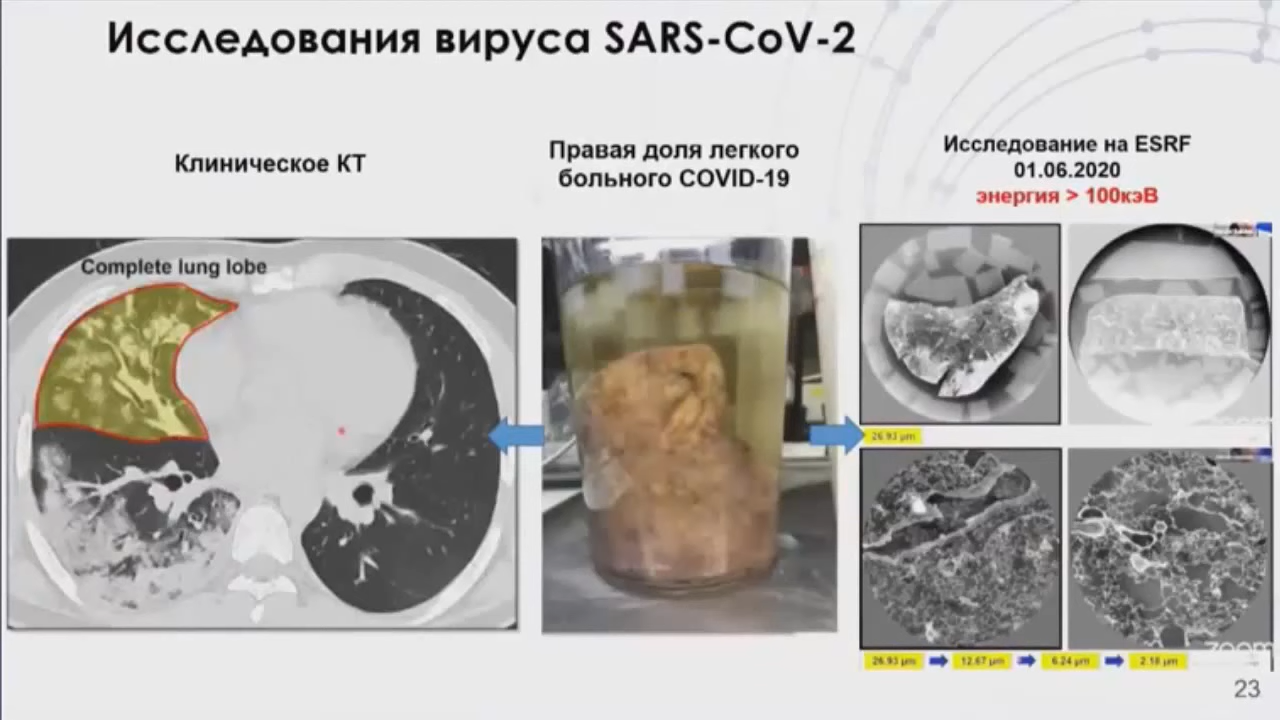 Исследования вируса SARS-CoV-2
Клиническое КТ
Правая доля легкого
больного COVID-19
Исследование на ESRF
01.06.2020
энергия > 100кэВ
Complete lung lobe
26.93 μm
26.93 μm
12.67 μm
6.24 μm
2.18 μm
zoom
23